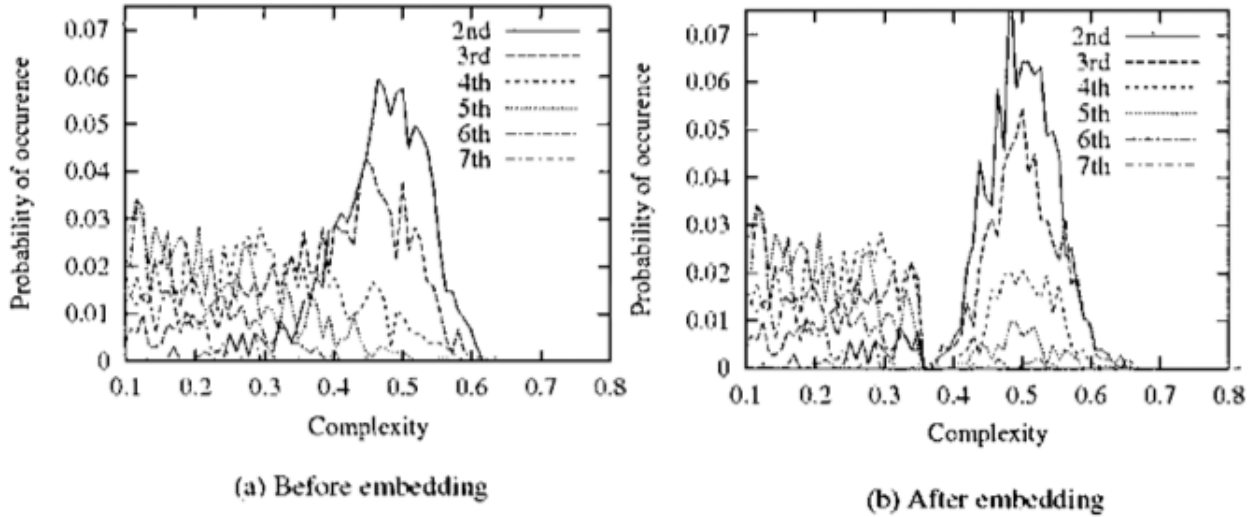 0.07
0.06
0.05
0.04
0.03
0.02
0.01
0
0.1 0.2 0.3 0.4 0.5 0.6 0.7 0.8
Probability of occurence
Complexity
2nd
3rd
4th
5th
6th
7th
(a) Before embedding
0.07
0.06
0.05
0.04
0.03
0.02
0.01
0
0.1 0.2 0.3 0.4 0.5 0.6 0.7 0.8
Probability of occurence
Complexity
2nd
3rd
4th
5th
6th
7th
(b) After embedding